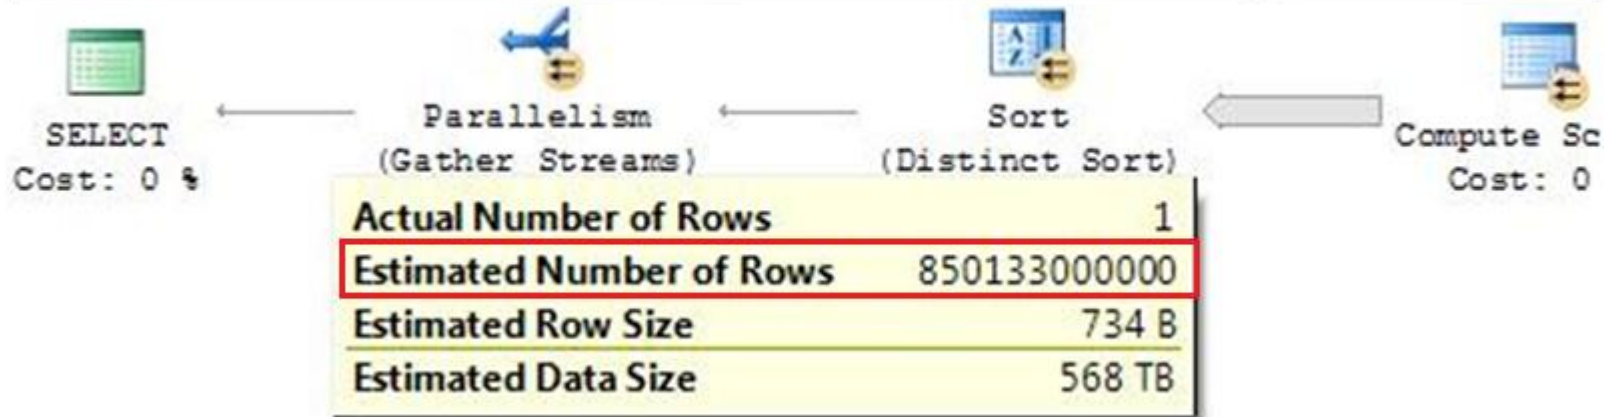 SELECT
Cost: 0 %
Parallelism
(Gather Streams)
Sort
(Distinct Sort)
Compute Sc
Cost: 0
Actual Number of Rows 1
Estimated Number of Rows 850133000000
Estimated Row Size 734 B
Estimated Data Size 568 TB